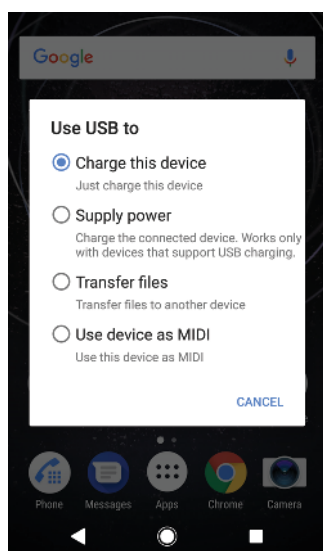 Google
Use USB to
Charge this device
Just charge this device
Supply power
Charge the connected device. Works only
with devices that support USB charging.
Transfer files
Transfer files to another device
Use device as MIDI
Use this device as MIDI
CANCEL
Phone Messages Apps Chrome Camera